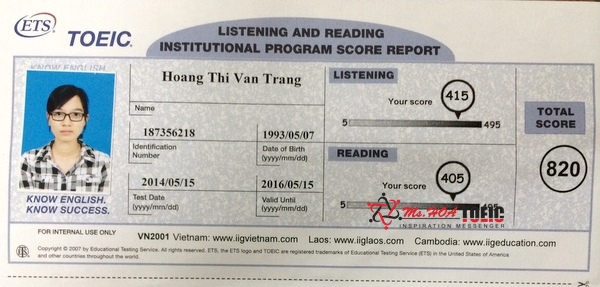 ETS
TOEIC
LISTENING AND READING
INSTITUTIONAL PROGRAM SCORE REPORT
KNOW ENGLISH.
Hoang Thi Van Trang
Name
187356218
1993/05/07
Identification
Number
Date of Birth
(yyyy/mm/dd)
2014/05/15
2016/05/15
Test Date
(yyyy/mm/dd)
Valid Until
(yyyy/mm/dd)
LISTENING
Your score
415
5
495
READING
Your score
405
5
495
TOTAL
SCORE
820
Ms. HOA TOEIC
INSPIRATION MESSENGER
KNOW ENGLISH.
KNOW SUCCESS.
FOR INTERNAL USE ONLY
VN2001 Vietnam: www.iigvietnam.com Laos: www.iiglaos.com Cambodia: www.iigeducation.com
Copyright © 2007 by Educational Testing Service. All rights reserved. ETS, the ETS logo and TOEIC are registered trademarks of Educational Testing Service (ETS) in the United States of America
and other countries throughout the world.